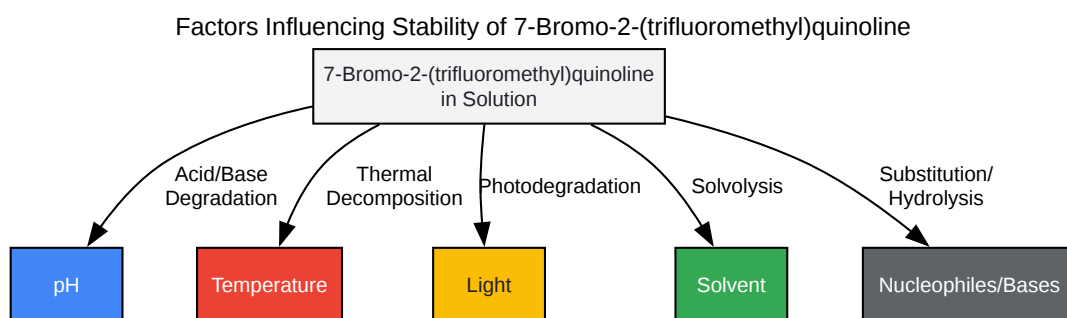 Factors Influencing Stability of 7-Bromo-2-(trifluoromethyl)quinoline
7-Bromo-2-(trifluoromethyl)quinoline
in Solution
Acid/Base
Degradation
Thermal
Decomposition
Photodegradation
Solvolysis
Substitution/
Hydrolysis
pH
Temperature
Light
Solvent
Nucleophiles/Bases